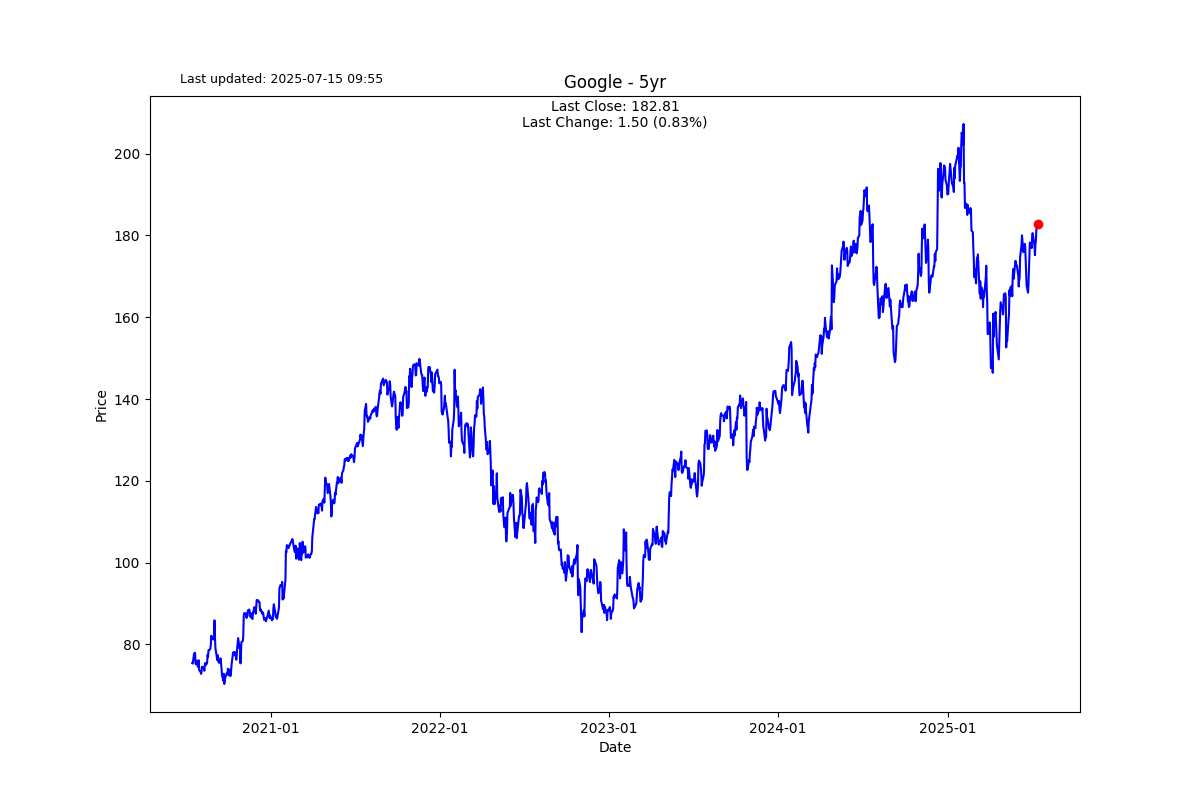 Last updated: 2025-07-15 09:55
Google - 5yr
Last Close: 182.81
Last Change: 1.50 (0.83%)
200
180
160
140
120
100
80
Price
2021-01
2022-01
2023-01
2024-01
2025-01
Date